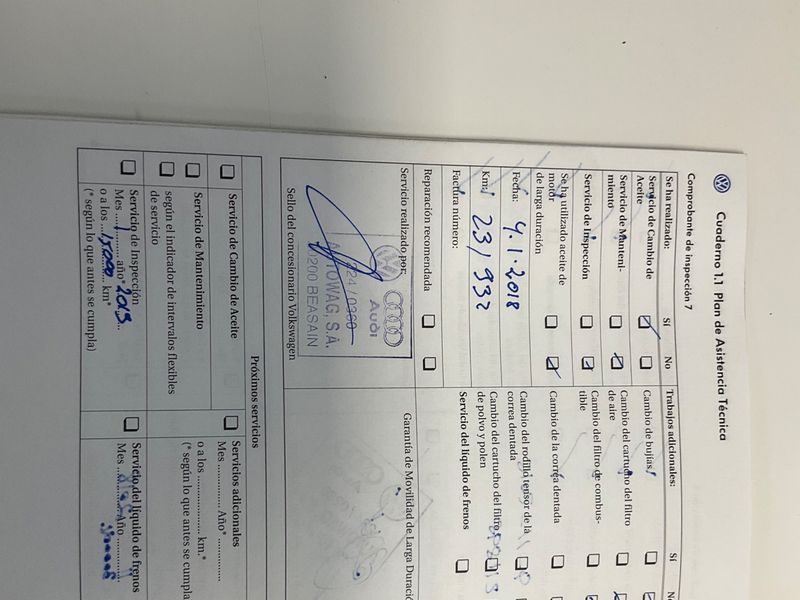 Cuaderno 1.1 Plan de Asistencia Técnica
Comprobante de inspección 7
Se ha realizado: Sí No
Servicio de Cambio de
Aceite
Servicio de Manteni-
miento
Servicio de Inspección
Se ha utilizado aceite de
motor
de larga duración
Fecha: 4.1.2018
Km:
Factura número:
Reparación recomendada
Servicio realizado por:
Audi
224/0360
AUTOWAG, S.A.
20200 BEASAIN
Sello del concesionario Volkswagen
Trabajos adicionales: Sí
Cambio de bujías
Cambio del cartucho del filtro
de aire
Cambio del filtro de combus-
tible
Cambio de la correa dentada
Cambio del rodillo tensor de la
correa dentada
Cambio del cartucho del filtro
de polvo y polen
Servicio del líquido de frenos
Garantía de Movilidad de Larga
Próximos servicios
Servicio de Cambio de Aceite
Servicio de Mantenimiento
según el indicador de intervalos flexibles
de servicio
Servicio de Inspección
Mes año*
o a los 15000 km*
(* según lo que antes se cumpla)
Servicios adicionales
Mes Año*
o a los km.*
(* según lo que antes se cumpla
Servicio del líquido de frenos
Mes Año